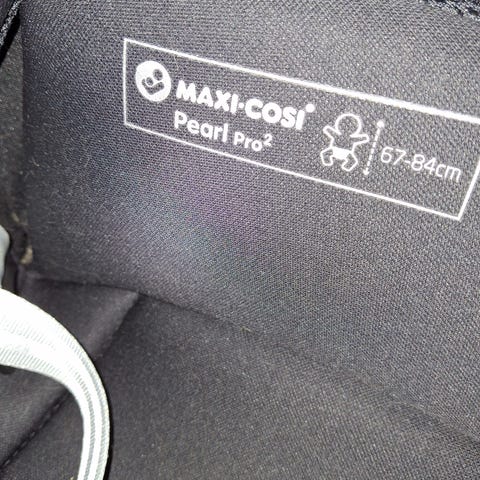 MAXI-COSI®
Pearl Pro²
67-84cm